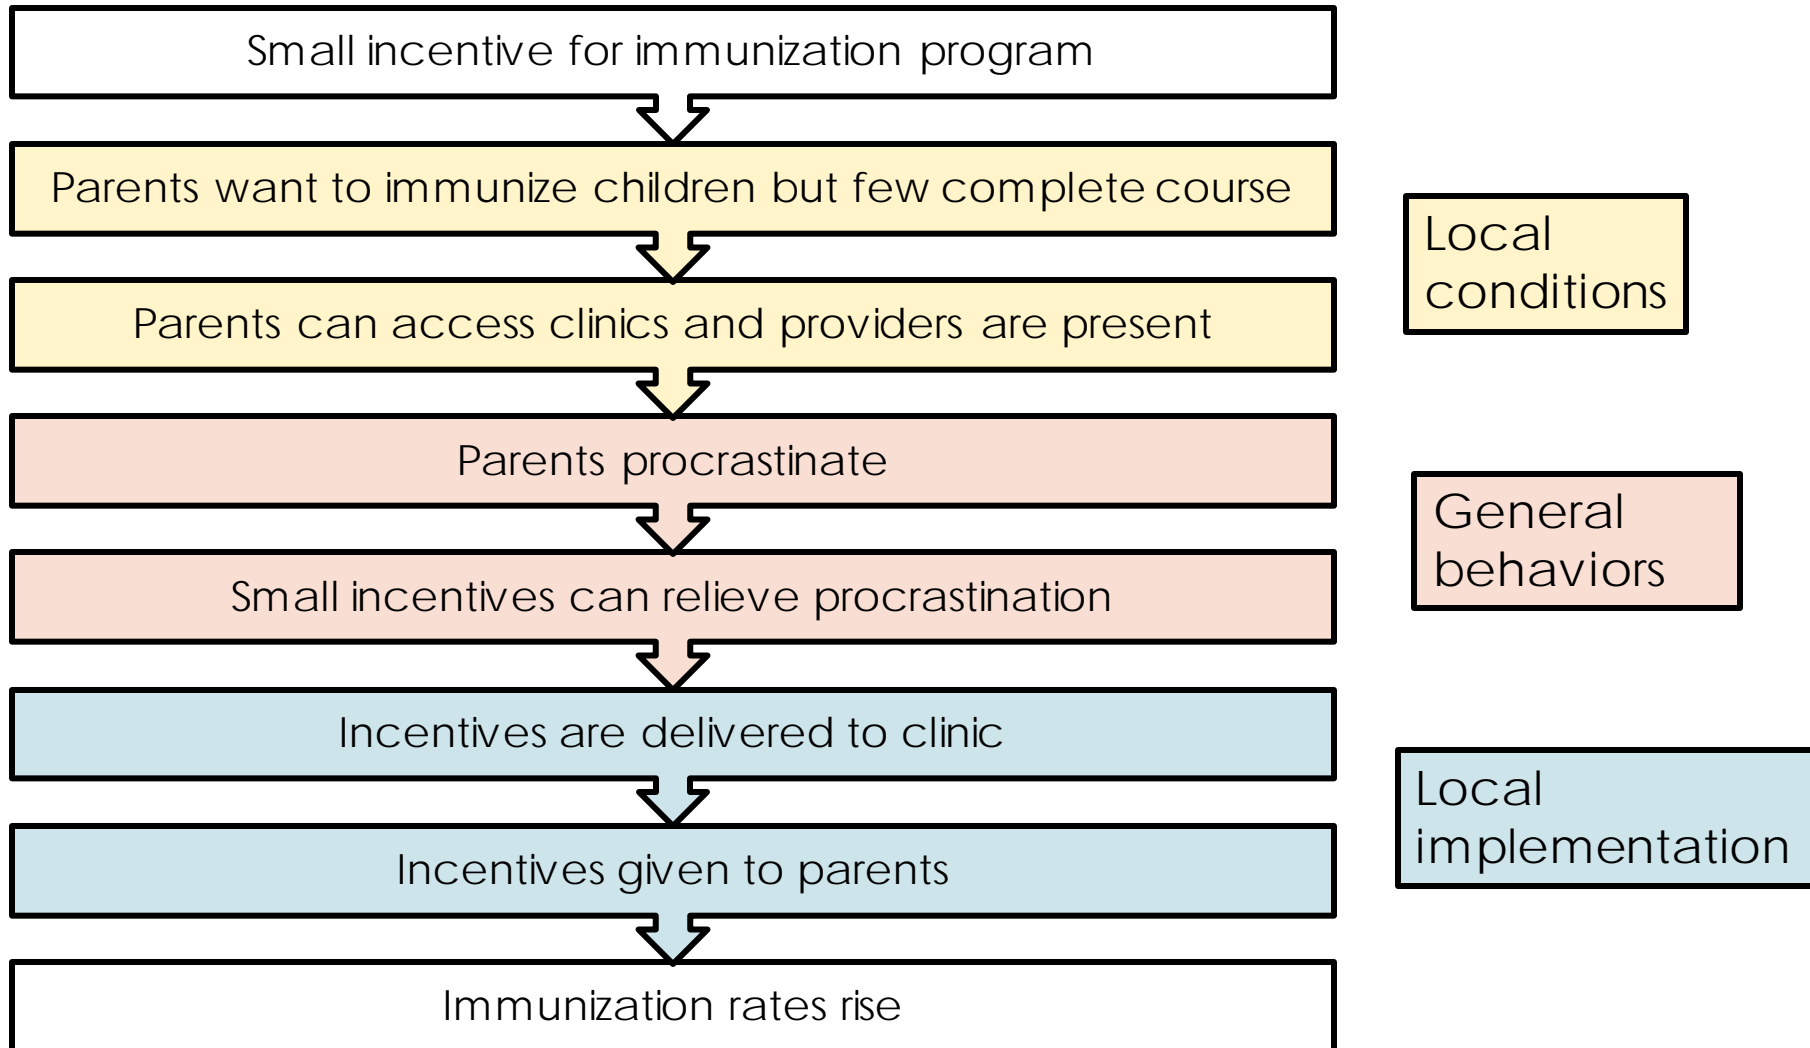 Small incentive for immunization program
Parents want to immunize children but few complete course
Parents can access clinics and providers are present
Local
conditions
Parents procrastinate
Small incentives can relieve procrastination
General
behaviors
Incentives are delivered to clinic
Incentives given to parents
Local
implementation
Immunization rates rise